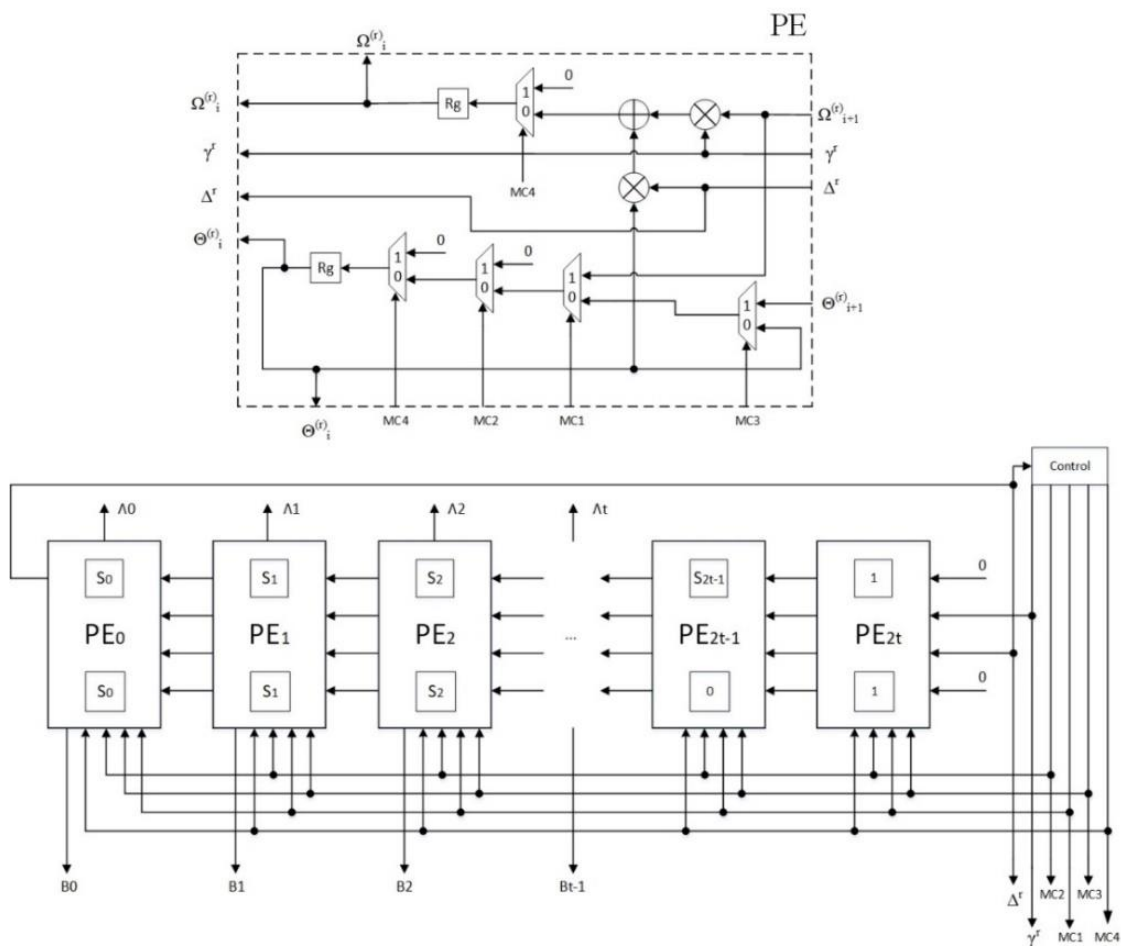 PE
Ω⁽ʳ⁾ᵢ
0
Ω⁽ʳ⁾ᵢ
Rg
1
0
Ω⁽ʳ⁾ᵢ₊₁
γʳ
γʳ
MC4
Δʳ
Δʳ
Θ⁽ʳ⁾ᵢ
0
0
Rg
1
0
1
0
1
0
1
0
Θ⁽ʳ⁾ᵢ₊₁
Θ⁽ʳ⁾ᵢ
MC4
MC2
MC1
MC3
Control
Λ0
Λ1
Λ2
Λt
S₀
S₁
S₂
S₂ₜ₋₁
1
0
PE₀
PE₁
PE₂
...
PE₂ₜ₋₁
PE₂ₜ
S₀
S₁
S₂
0
1
0
B0
B1
B2
Bt-1
Δʳ
MC2
MC3
γʳ
MC1
MC4